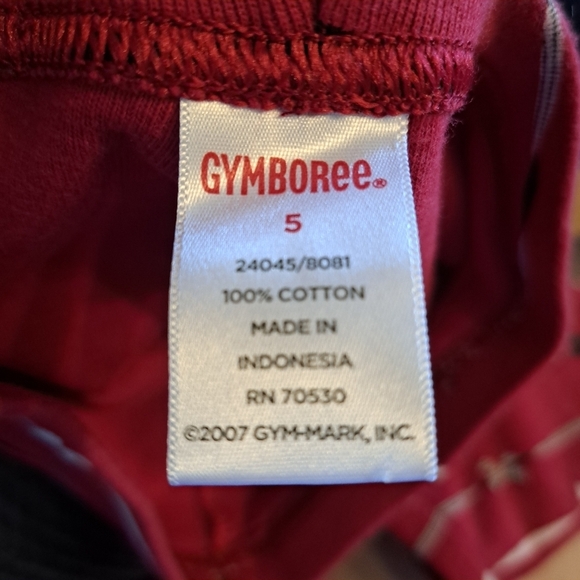 GYMBOREE®
5
24045/8081
100% COTTON
MADE IN
INDONESIA
RN 70530
©2007 GYM-MARK, INC.